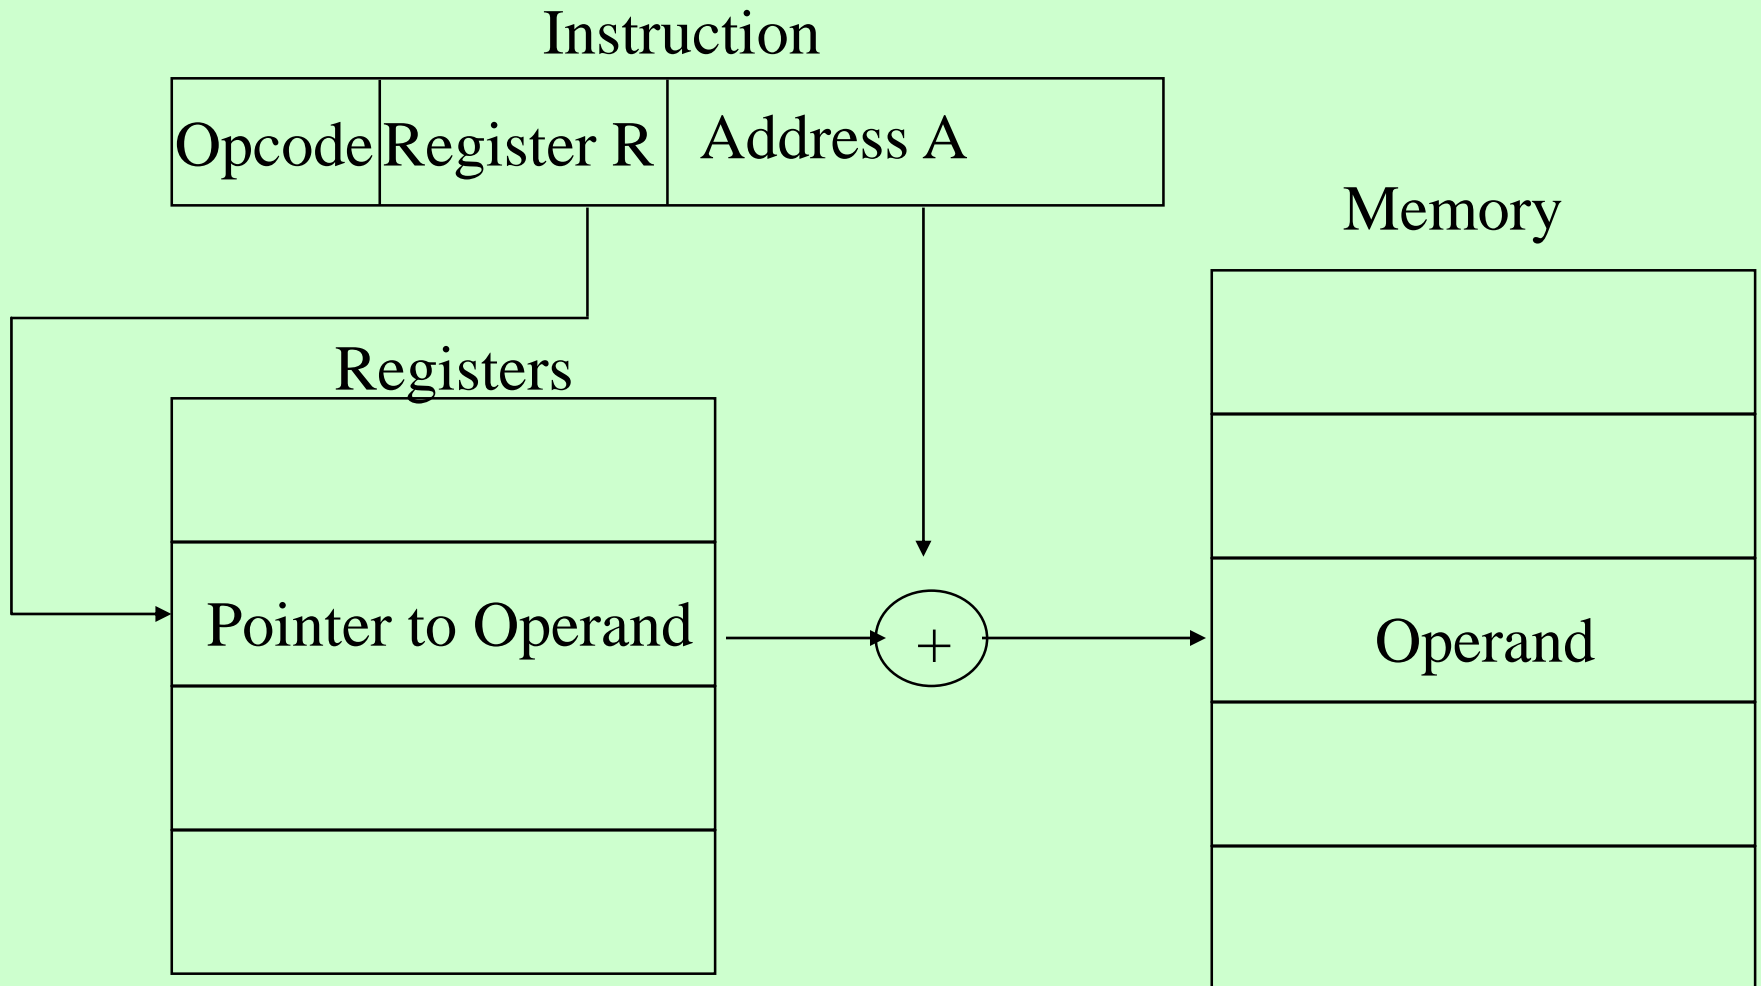 Instruction
Opcode Register R Address A
Memory
Registers
Pointer to Operand
+
Operand